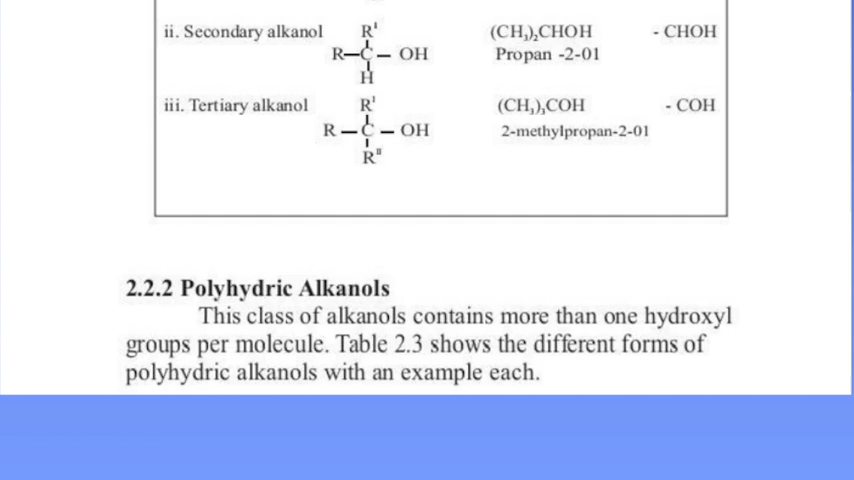 ii. Secondary alkanol R' (CH₃)₂CHOH - CHOH
R—C— OH Propan -2-01
H
iii. Tertiary alkanol R' (CH₃)₃COH - COH
R—C— OH 2-methylpropan-2-01
R"
2.2.2 Polyhydric Alkanols
This class of alkanols contains more than one hydroxyl
groups per molecule. Table 2.3 shows the different forms of
polyhydric alkanols with an example each.